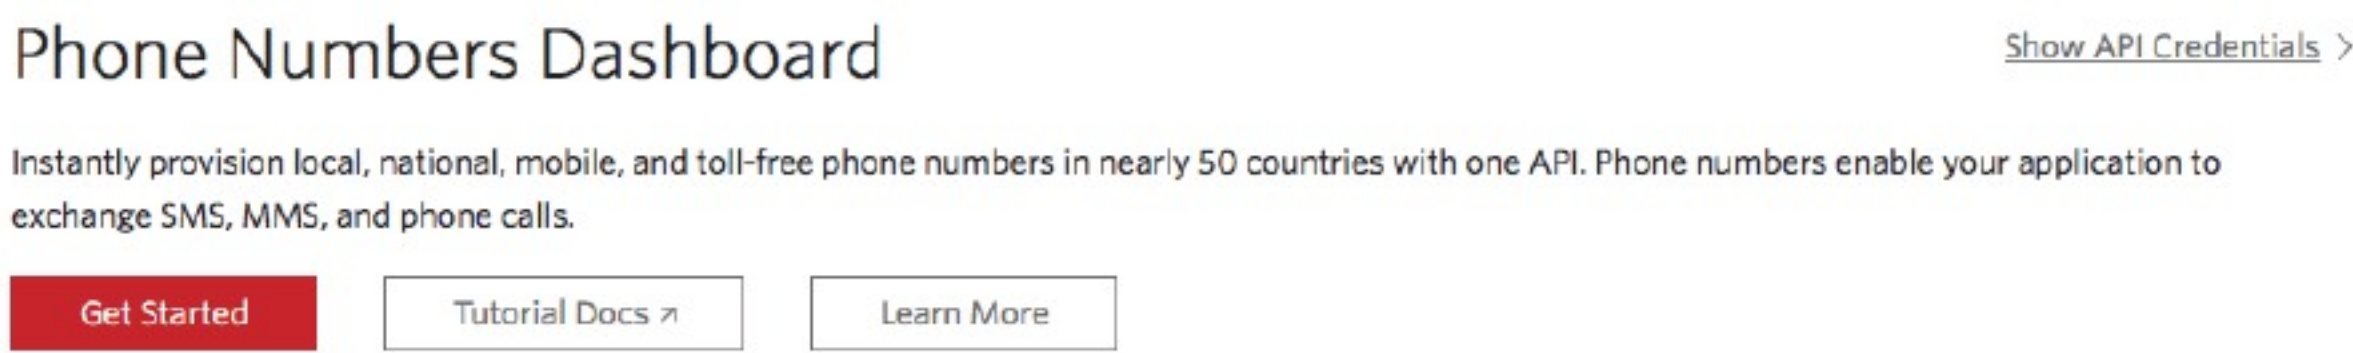 Phone Numbers Dashboard
Show API Credentials >
Instantly provision local, national, mobile, and toll-free phone numbers in nearly 50 countries with one API. Phone numbers enable your application to
exchange SMS, MMS, and phone calls.
Get Started
Tutorial Docs ↗
Learn More